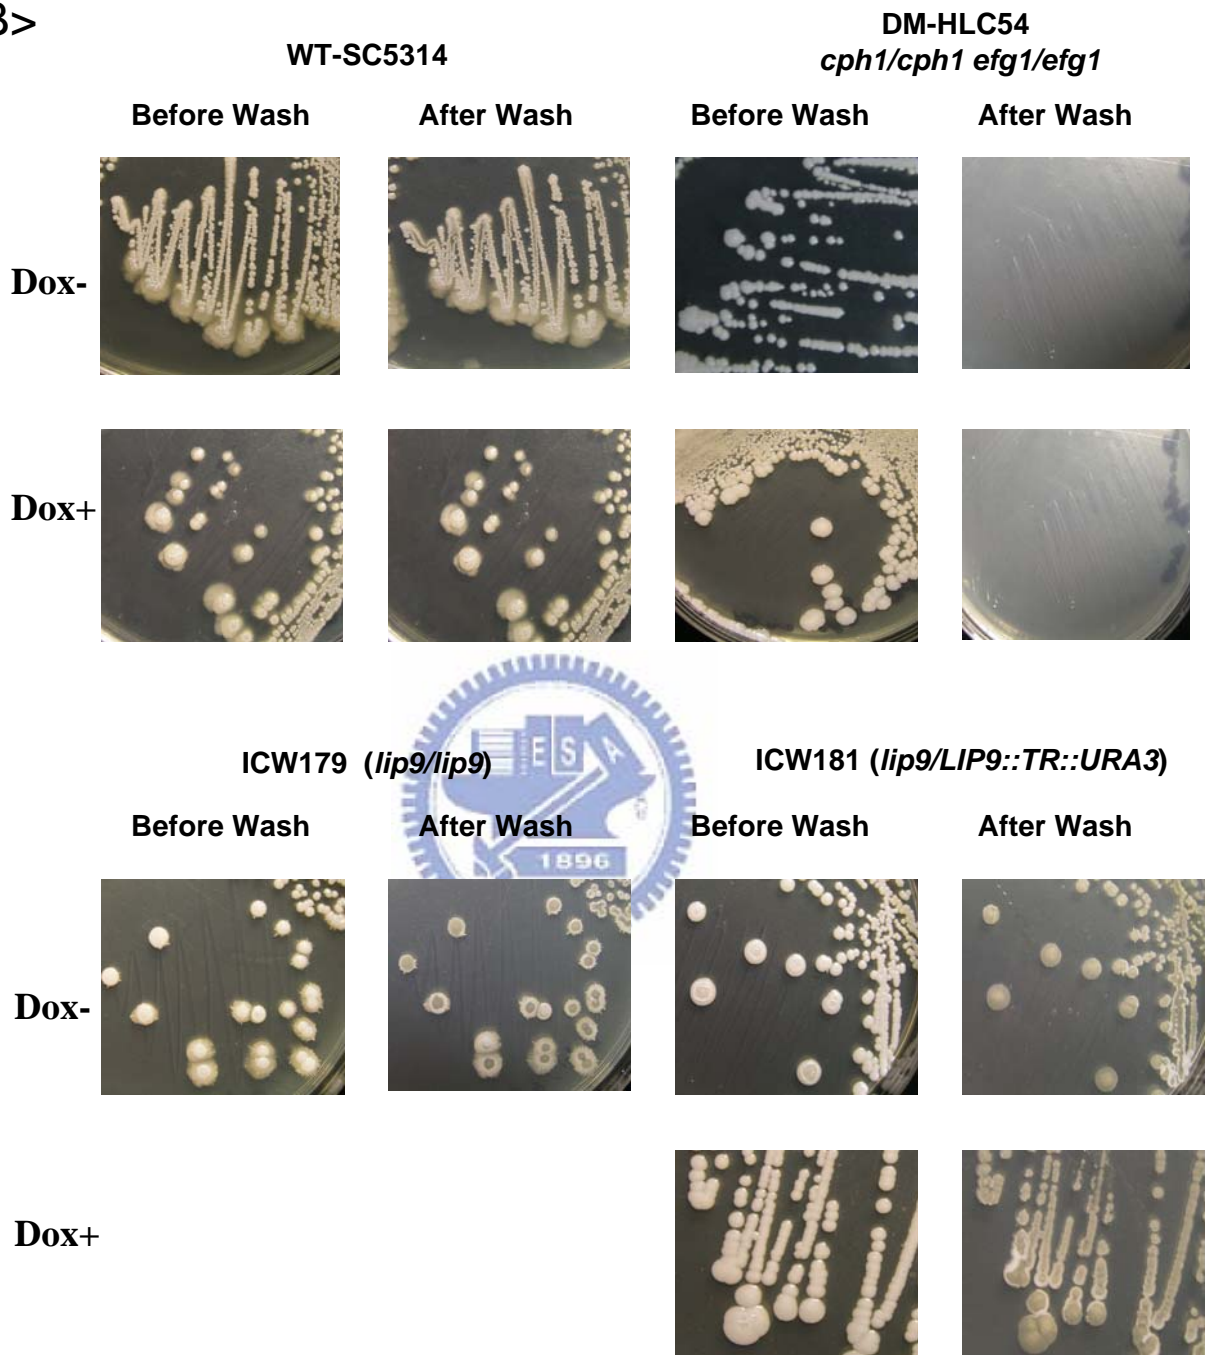 3>
WT-SC5314
DM-HLC54
cph1/cph1 efg1/efg1
Before Wash After Wash Before Wash After Wash
Dox-
Dox+
ICW179 (lip9/lip9)
ICW181 (lip9/LIP9::TR::URA3)
Before Wash After Wash Before Wash After Wash
E S A
1896
Dox-
Dox+